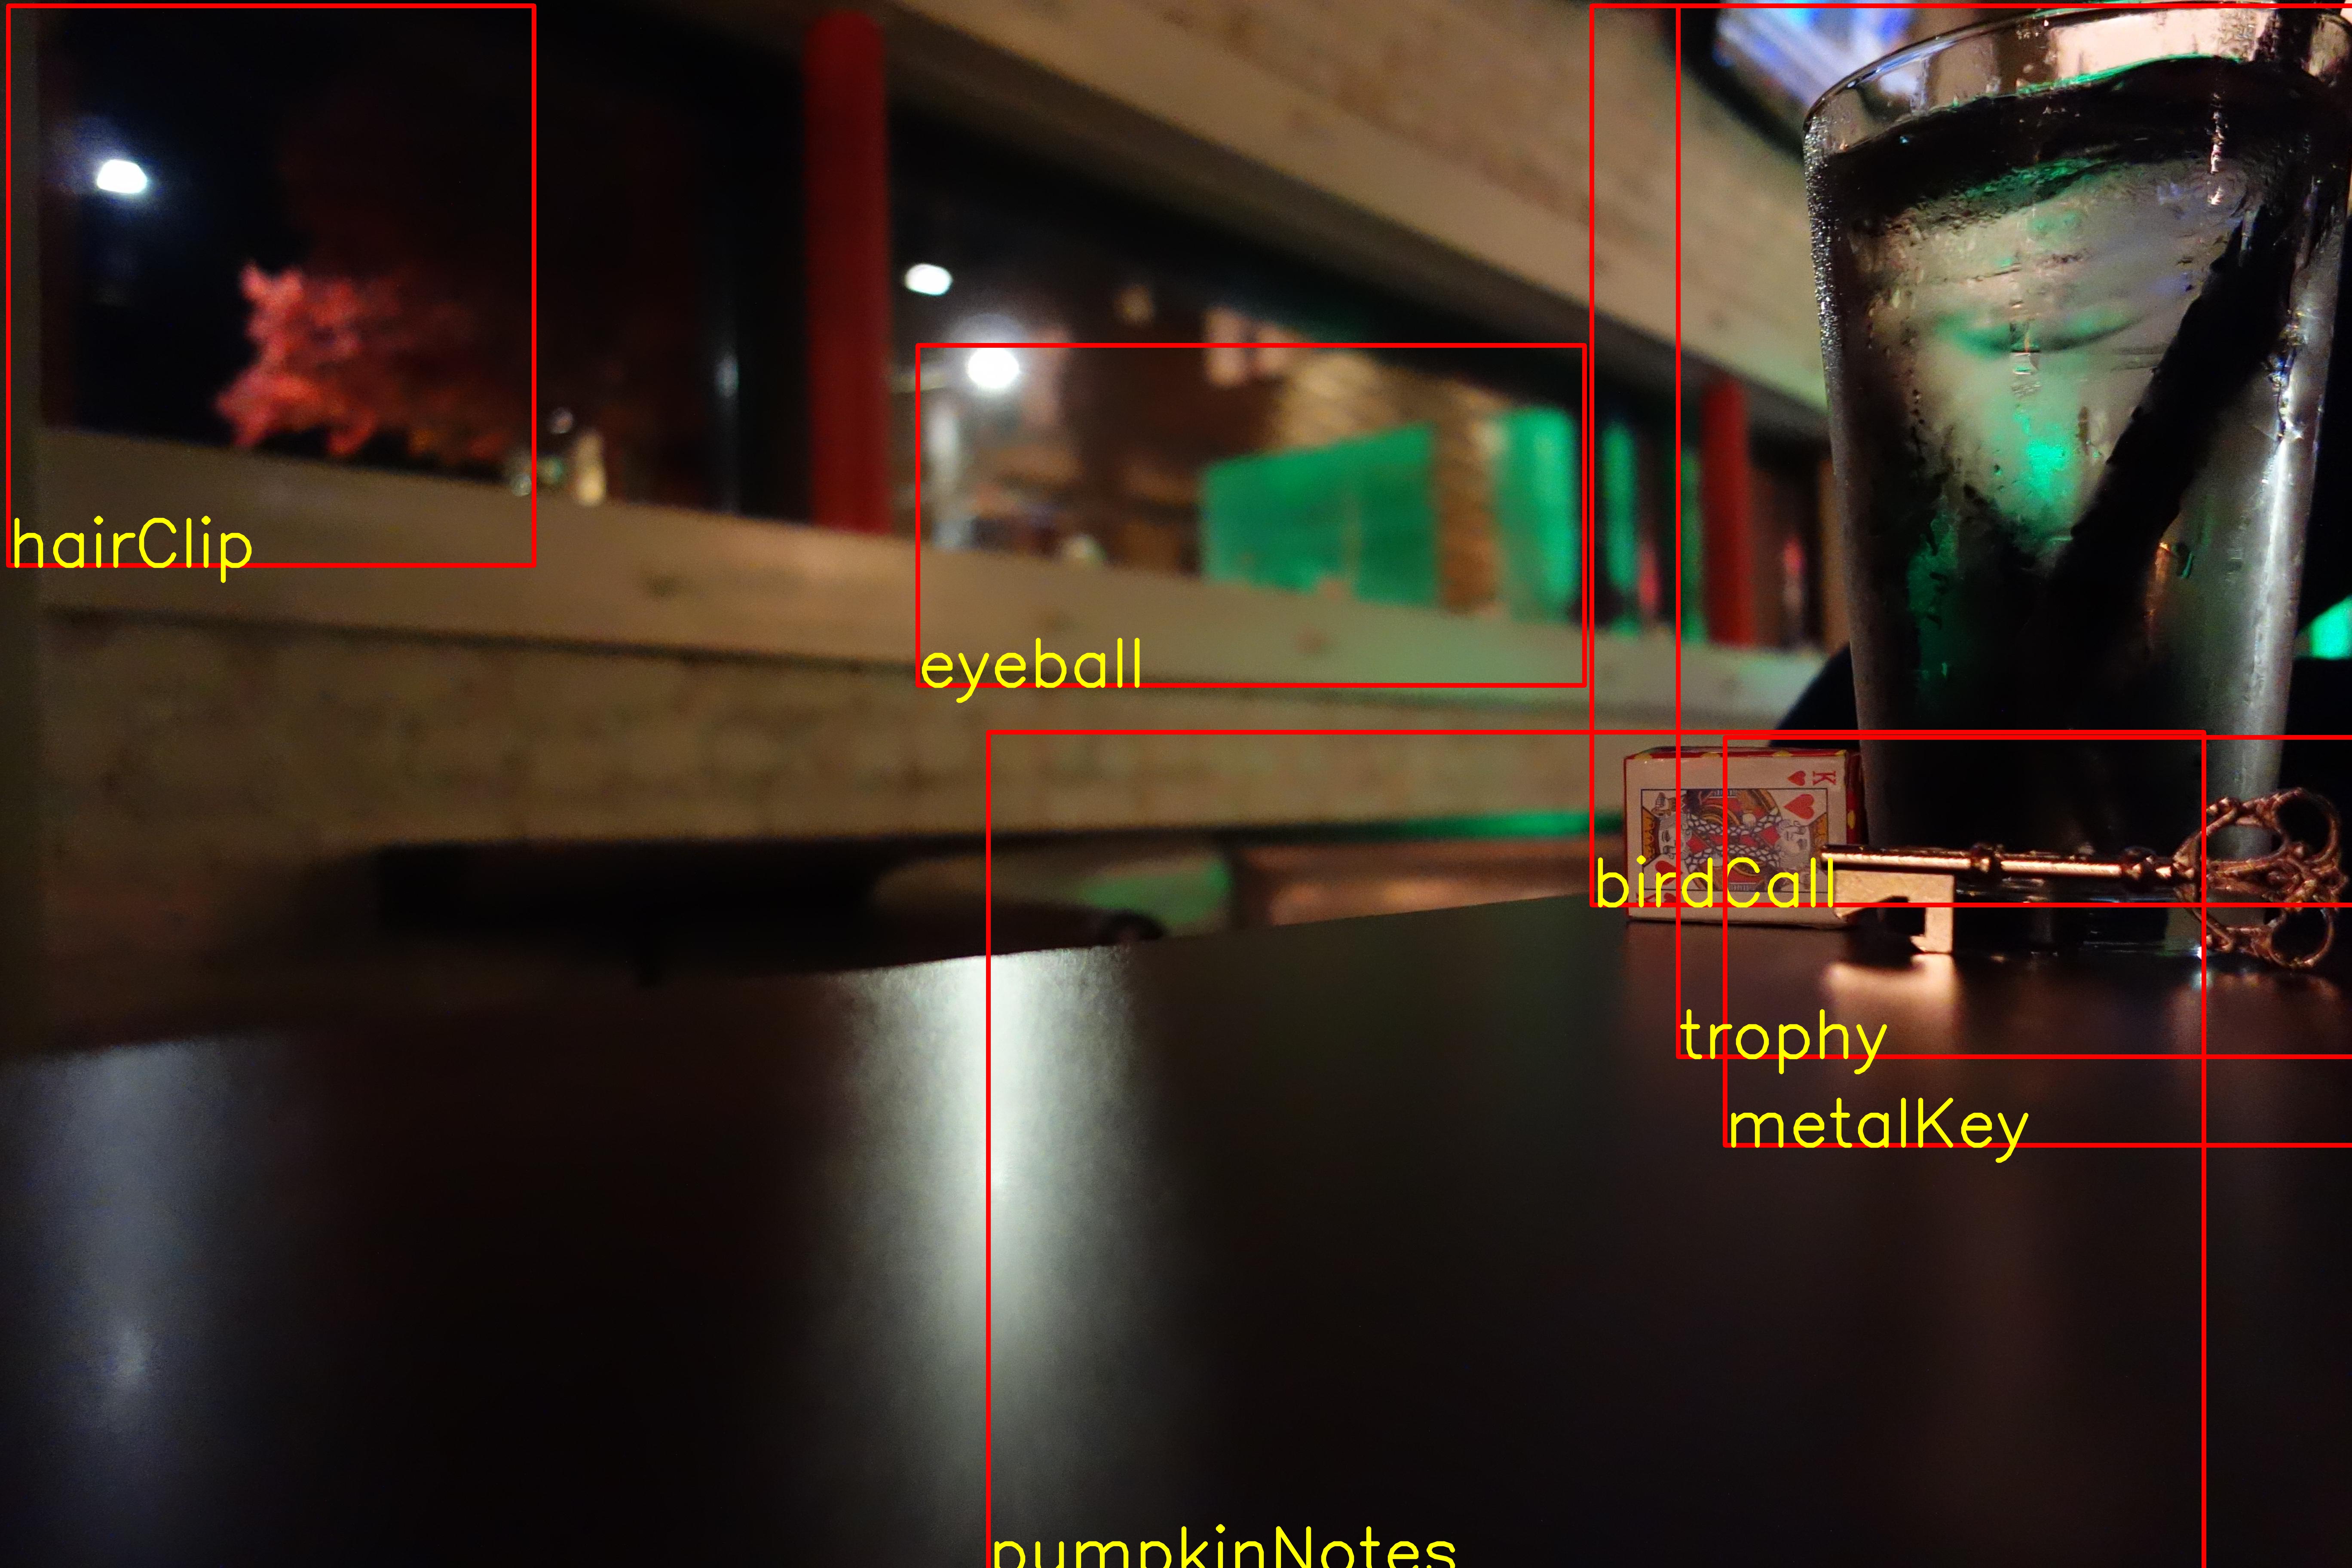 hairClip
eyeball
K
birdCall
trophy
metalKey
pumpkinNotes